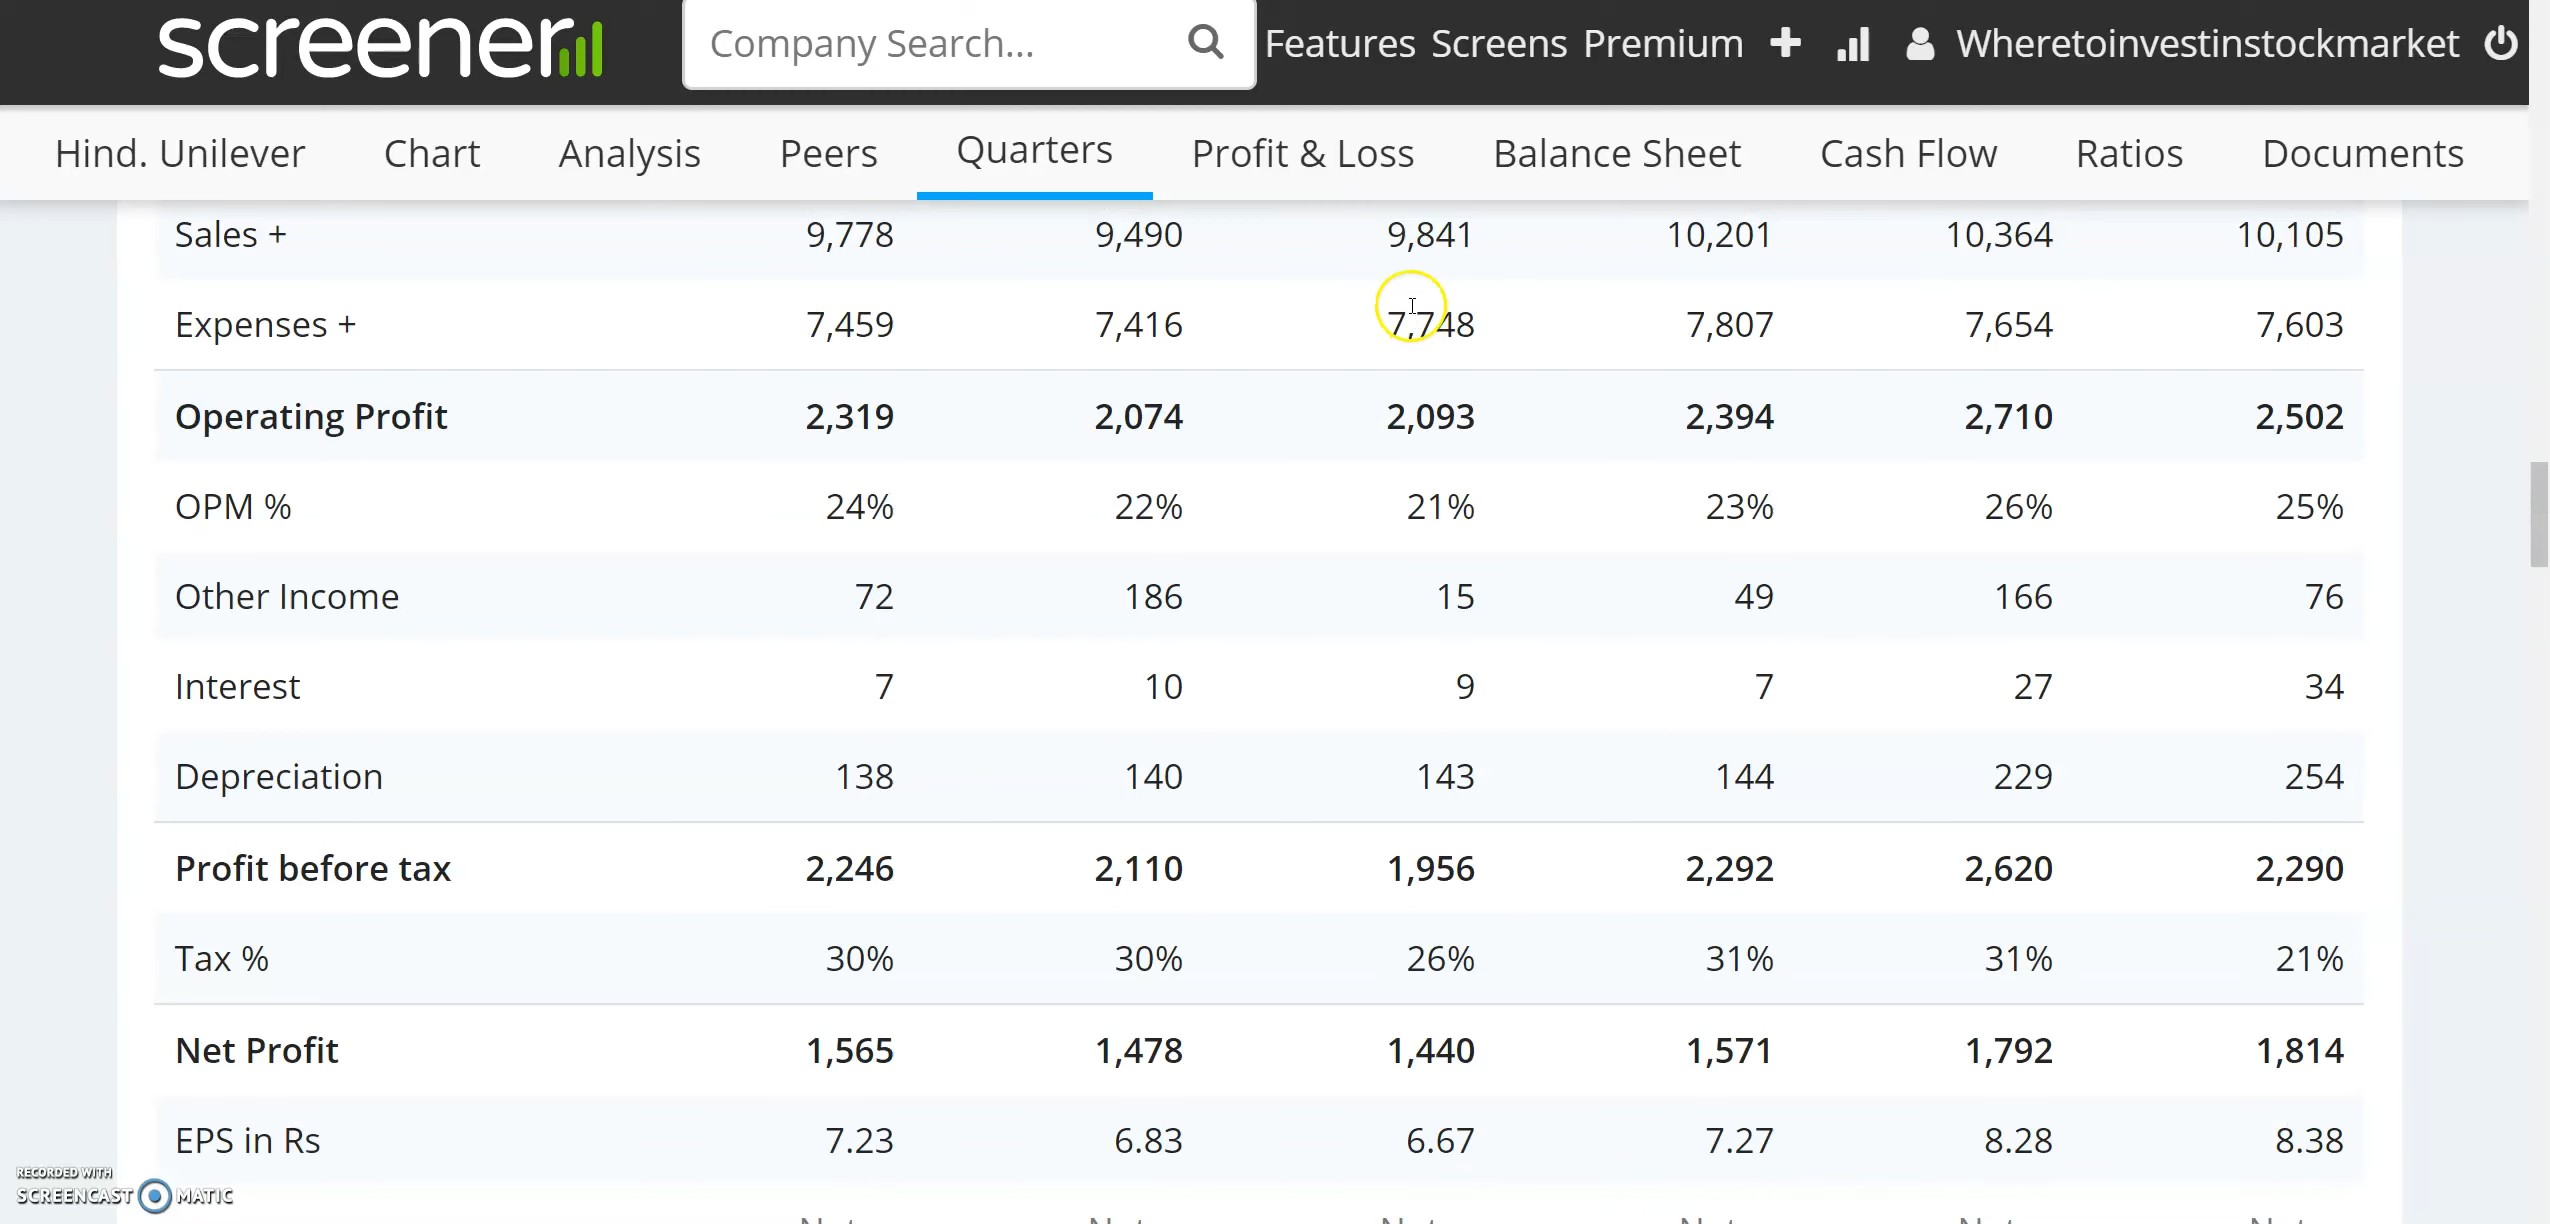 screener Company Search... Features Screens Premium Wheretoinvestinstockmarket
Hind. Unilever Chart Analysis Peers Quarters Profit & Loss Balance Sheet Cash Flow Ratios Documents
Sales + 9,778 9,490 9,841 10,201 10,364 10,105
Expenses + 7,459 7,416 7,748 7,807 7,654 7,603
Operating Profit 2,319 2,074 2,093 2,394 2,710 2,502
OPM % 24% 22% 21% 23% 26% 25%
Other Income 72 186 15 49 166 76
Interest 7 10 9 7 27 34
Depreciation 138 140 143 144 229 254
Profit before tax 2,246 2,110 1,956 2,292 2,620 2,290
Tax % 30% 30% 26% 31% 31% 21%
Net Profit 1,565 1,478 1,440 1,571 1,792 1,814
EPS in Rs 7.23 6.83 6.67 7.27 8.28 8.38
RECORDED WITH
SCREENCAST MATIC